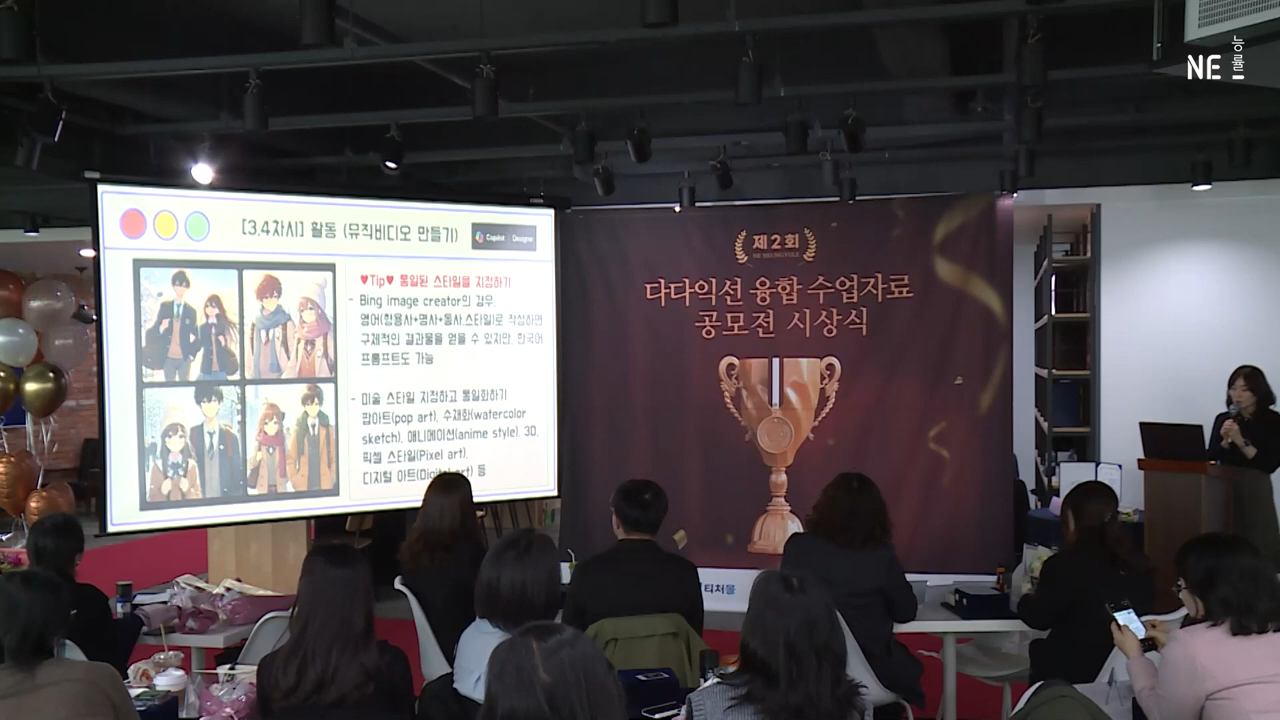 NE 능률
[3.4차시] 활동 (뮤직비디오 만들기)
Copilot | Designer
♥Tip♥ 통일된 스타일을 지정하기
- Bing image creator의 경우,
영어(형용사+명사+동사,스타일)로 작성하면
구체적인 결과물을 얻을 수 있지만, 한국어
프롬프트도 가능
- 미술 스타일 지정하고 통일화하기
팝아트(pop art), 수채화(watercolor
sketch), 애니메이션(anime style), 3D,
픽셀 스타일(Pixel art),
디지털 아트(Digital art) 등
제2회
NE NEUNGYULE
다다익선 융합 수업자료
공모전 시상식
티처몰